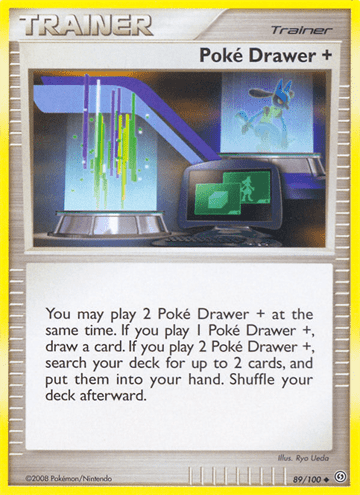 TRAINER
Trainer
Poké Drawer +
You may play 2 Poké Drawer + at the
same time. If you play 1 Poké Drawer +,
draw a card. If you play 2 Poké Drawer +,
search your deck for up to 2 cards, and
put them into your hand. Shuffle your
deck afterward.
Illus. Ryo Ueda
©2008 Pokémon/Nintendo
89/100